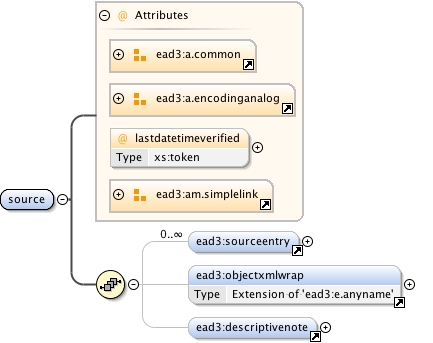 @ Attributes
ead3:a.common
ead3:a.encodinganalog
@ lastdatetimeverified
Type xs:token
ead3:am.simplelink
source
0..∞
ead3:sourceentry
ead3:objectxmlwrap
Type Extension of 'ead3:e.anyname'
ead3:descriptivenote